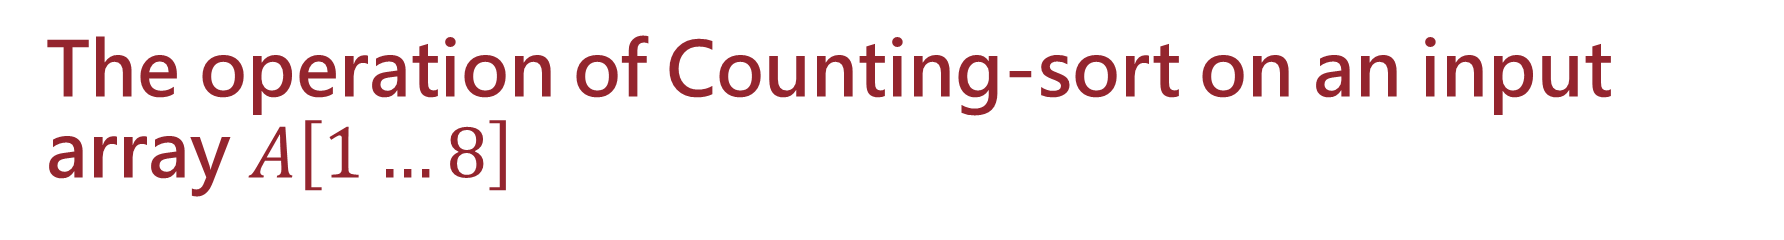 The operation of Counting-sort on an input
array A[1 … 8]